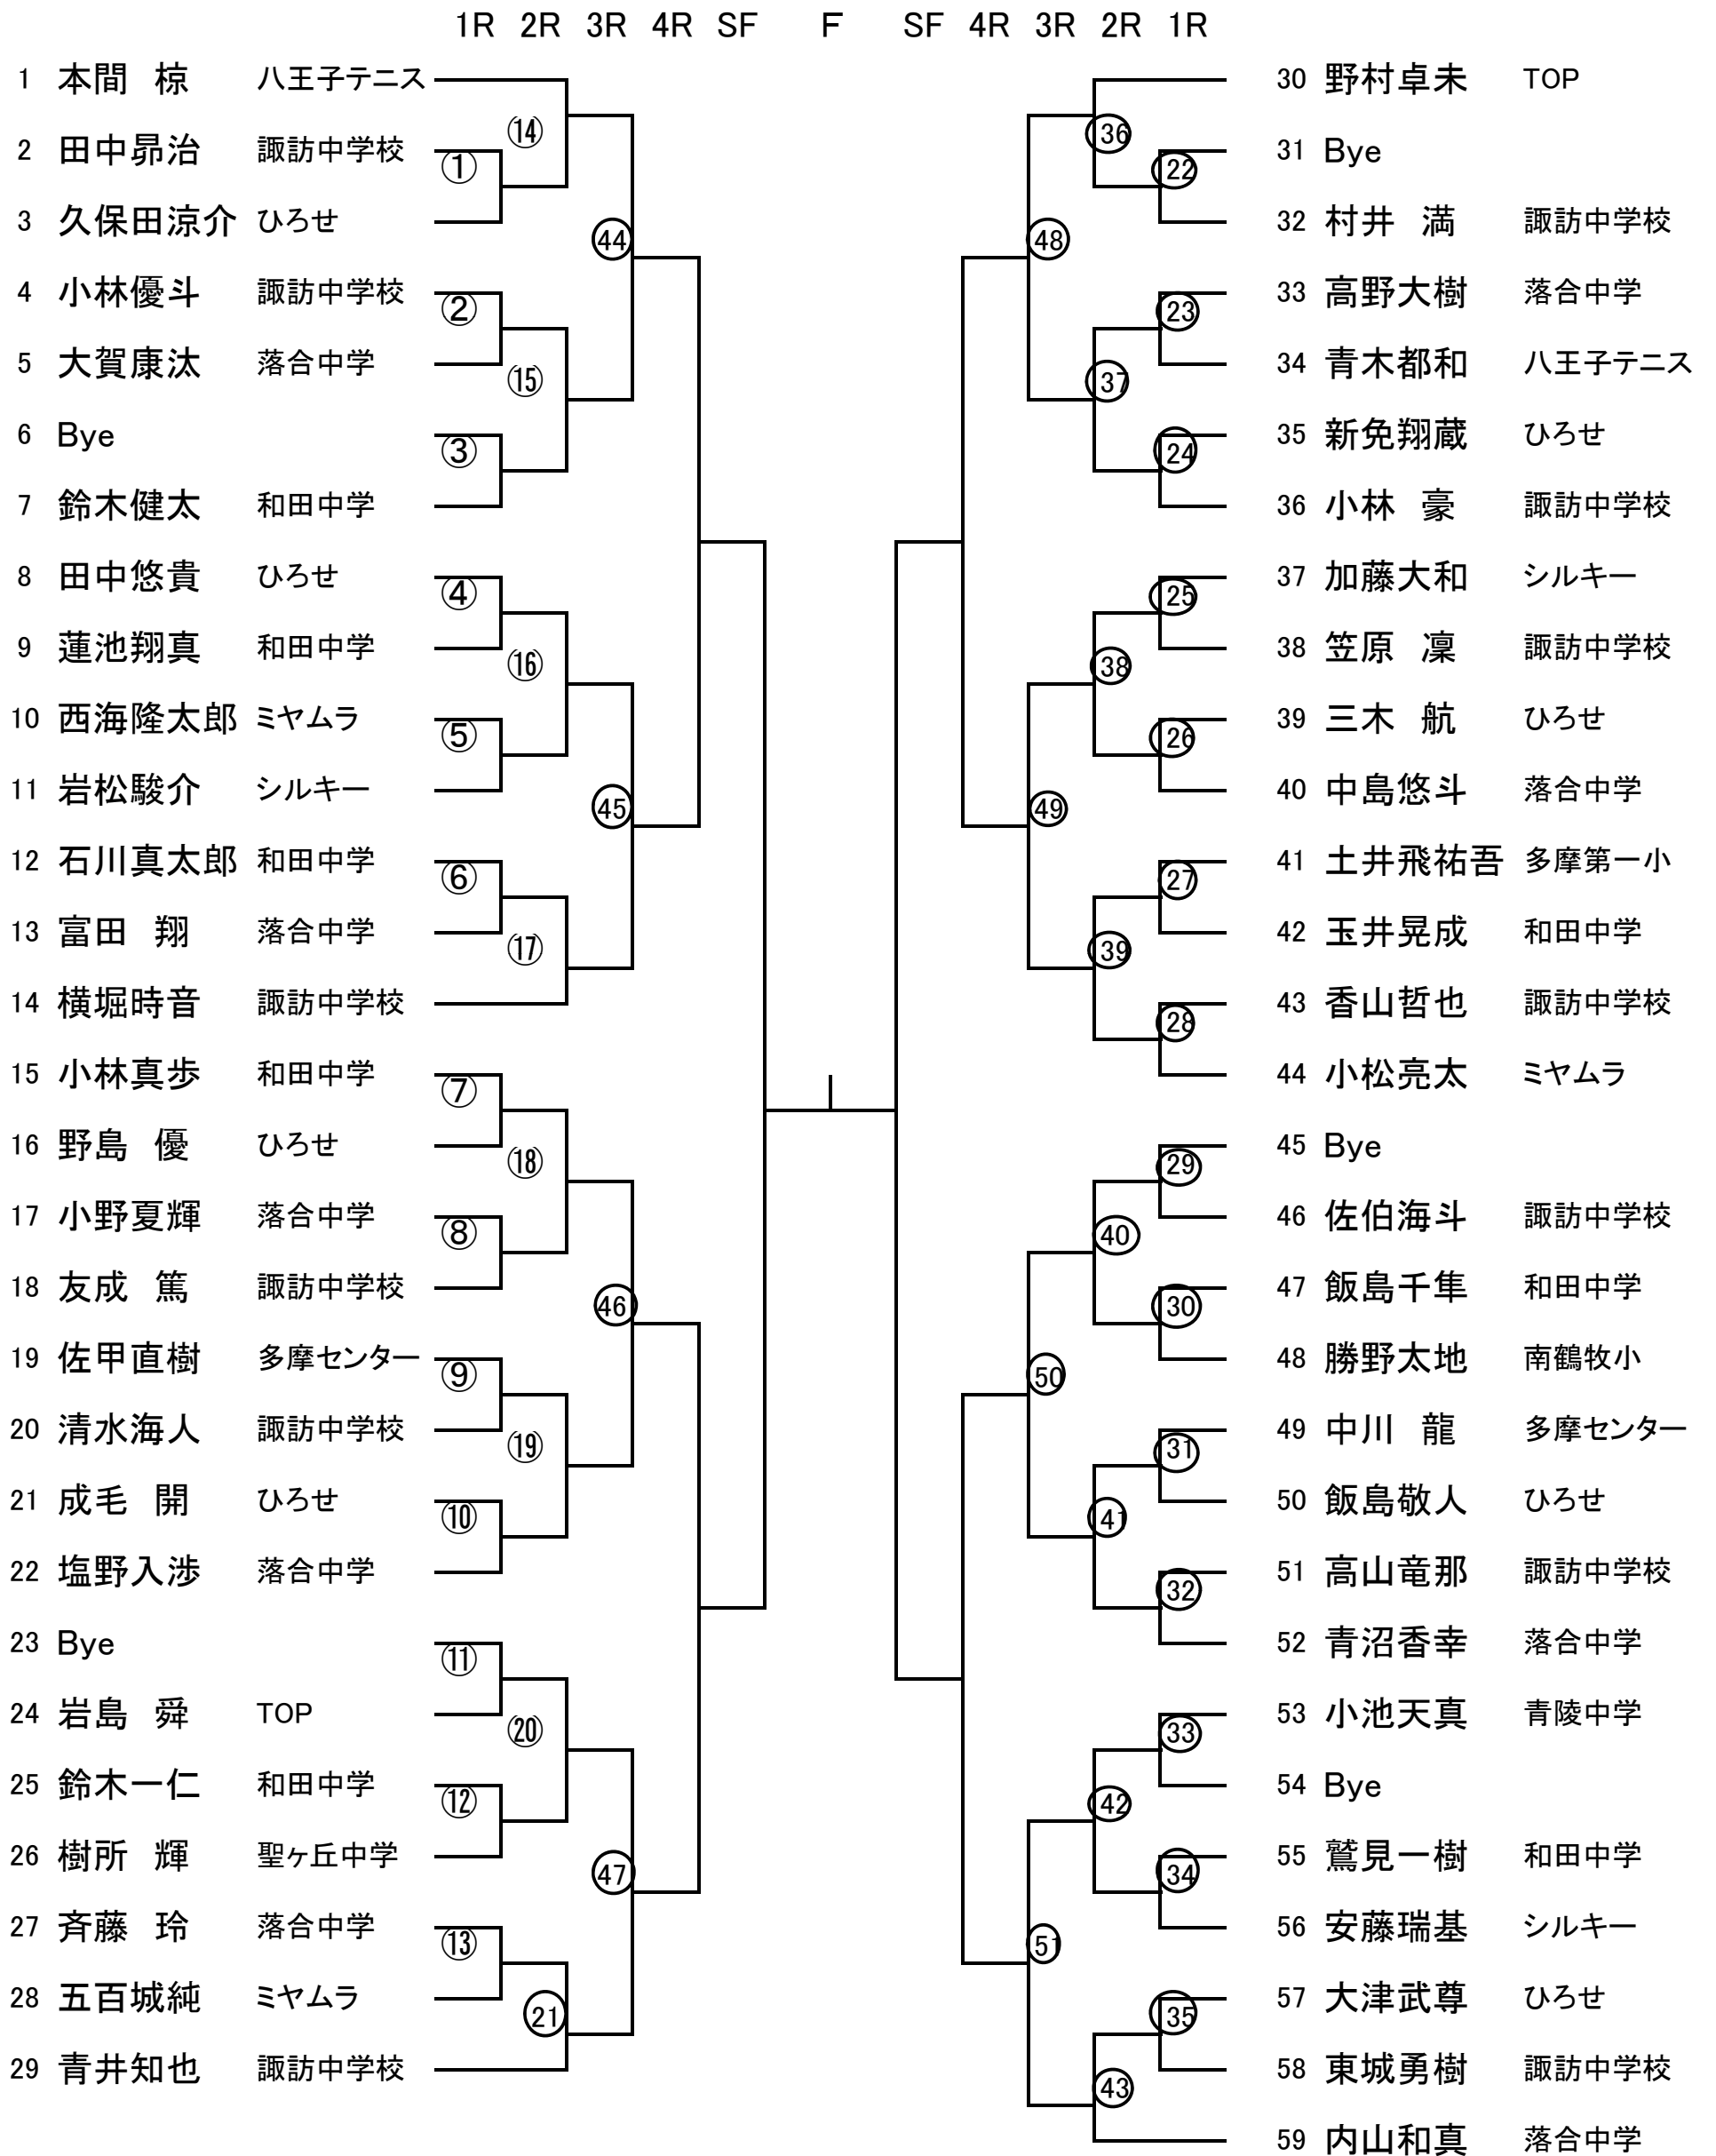 1R 2R 3R 4R SF F SF 4R 3R 2R 1R
1 本間 椋 八王子テニス
2 田中昴治 諏訪中学校
3 久保田涼介 ひろせ
4 小林優斗 諏訪中学校
5 大賀康汰 落合中学
6 Bye
7 鈴木健太 和田中学
8 田中悠貴 ひろせ
9 蓮池翔真 和田中学
10 西海隆太郎 ミヤムラ
11 岩松駿介 シルキー
12 石川真太郎 和田中学
13 富田 翔 落合中学
14 横堀時音 諏訪中学校
15 小林真歩 和田中学
16 野島 優 ひろせ
17 小野夏輝 落合中学
18 友成 篤 諏訪中学校
19 佐甲直樹 多摩センター
20 清水海人 諏訪中学校
21 成毛 開 ひろせ
22 塩野入渉 落合中学
23 Bye
24 岩島 舜 TOP
25 鈴木一仁 和田中学
26 樹所 輝 聖ヶ丘中学
27 斉藤 玲 落合中学
28 五百城純 ミヤムラ
29 青井知也 諏訪中学校
①
②
③
④
⑤
⑥
⑦
⑧
⑨
⑩
⑪
⑫
⑬
⑭
⑮
⑯
⑰
⑱
⑲
⑳
21
44
45
46
47
48
49
50
51
36
37
38
39
40
41
42
43
22
23
24
25
26
27
28
29
30
31
32
33
34
35
30 野村卓未 TOP
31 Bye
32 村井 満 諏訪中学校
33 高野大樹 落合中学
34 青木都和 八王子テニス
35 新免翔蔵 ひろせ
36 小林 豪 諏訪中学校
37 加藤大和 シルキー
38 笠原 凜 諏訪中学校
39 三木 航 ひろせ
40 中島悠斗 落合中学
41 土井飛祐吾 多摩第一小
42 玉井晃成 和田中学
43 香山哲也 諏訪中学校
44 小松亮太 ミヤムラ
45 Bye
46 佐伯海斗 諏訪中学校
47 飯島千隼 和田中学
48 勝野太地 南鶴牧小
49 中川 龍 多摩センター
50 飯島敬人 ひろせ
51 高山竜那 諏訪中学校
52 青沼香幸 落合中学
53 小池天真 青陵中学
54 Bye
55 鷲見一樹 和田中学
56 安藤瑞基 シルキー
57 大津武尊 ひろせ
58 東城勇樹 諏訪中学校
59 内山和真 落合中学